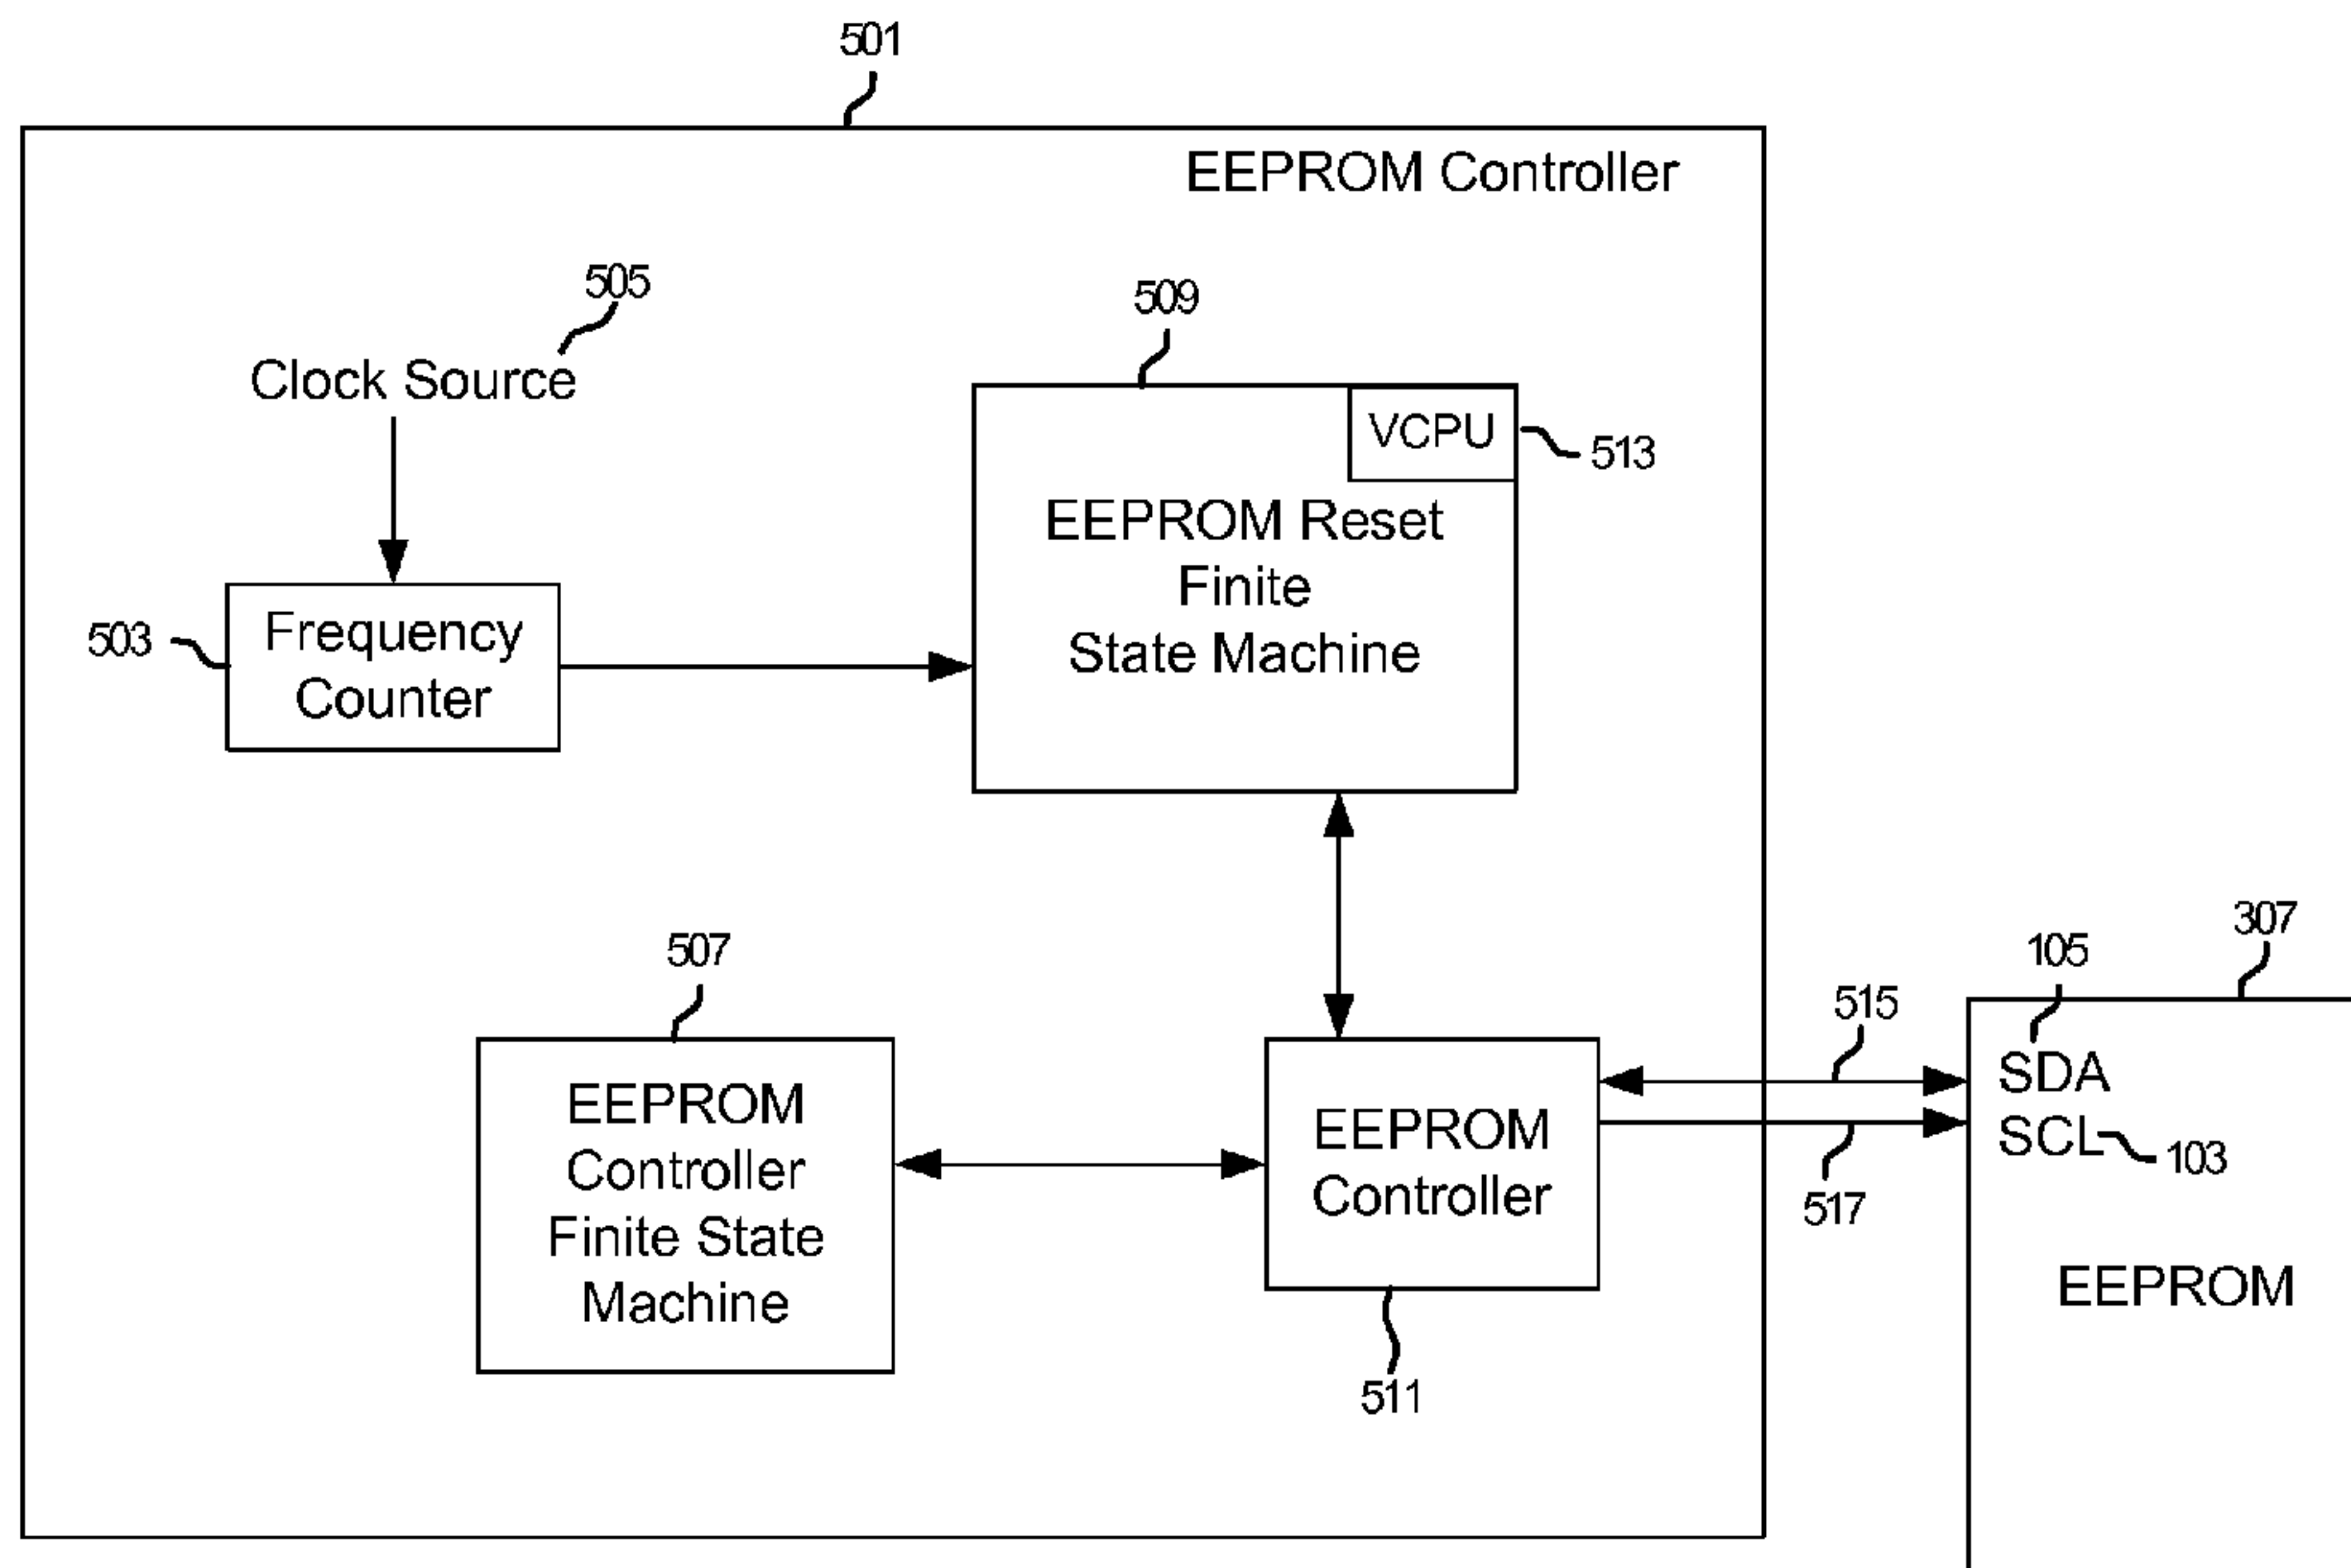 501
EEPROM Controller
505
Clock Source
509
VCPU
513
EEPROM Reset
Finite
State Machine
503
Frequency
Counter
507
EEPROM
Controller
Finite State
Machine
EEPROM
Controller
511
515
517
307
105
SDA
SCL
103
EEPROM